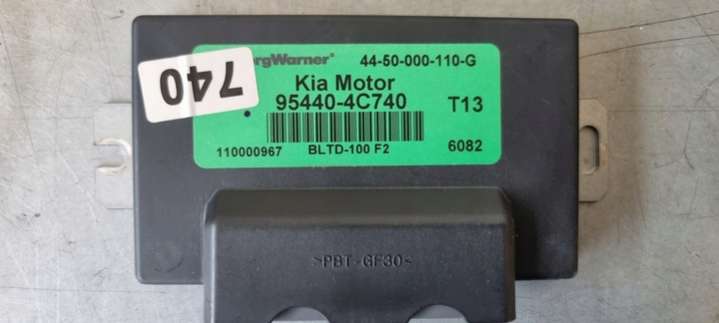 rgWarner® 44-50-000-110-G
740
Kia Motor
95440-4C740 T13
110000967 BLTD-100 F2 6082
>PBT-GF30<